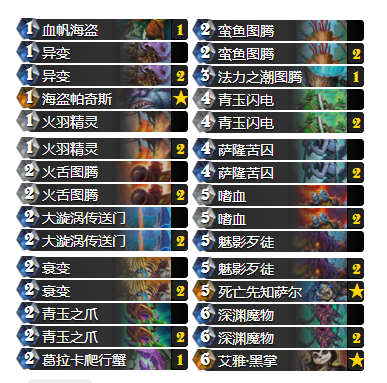 1 血帆海盗 1
1 异变
1 异变 2
1 海盗帕奇斯 ★
1 火羽精灵
1 火羽精灵 2
2 火舌图腾
2 火舌图腾 2
2 大漩涡传送门
2 大漩涡传送门 2
2 衰变
2 衰变 2
2 青玉之爪
2 青玉之爪 2
2 葛拉卡爬行蟹 1
2 蛮鱼图腾
2 蛮鱼图腾 2
3 法力之潮图腾 1
4 青玉闪电
4 青玉闪电 2
4 萨隆苦囚
4 萨隆苦囚 2
5 嗜血
5 嗜血 2
5 魅影歹徒
5 魅影歹徒 2
5 死亡先知萨尔 ★
6 深渊魔物
6 深渊魔物 2
6 艾雅·黑掌 ★